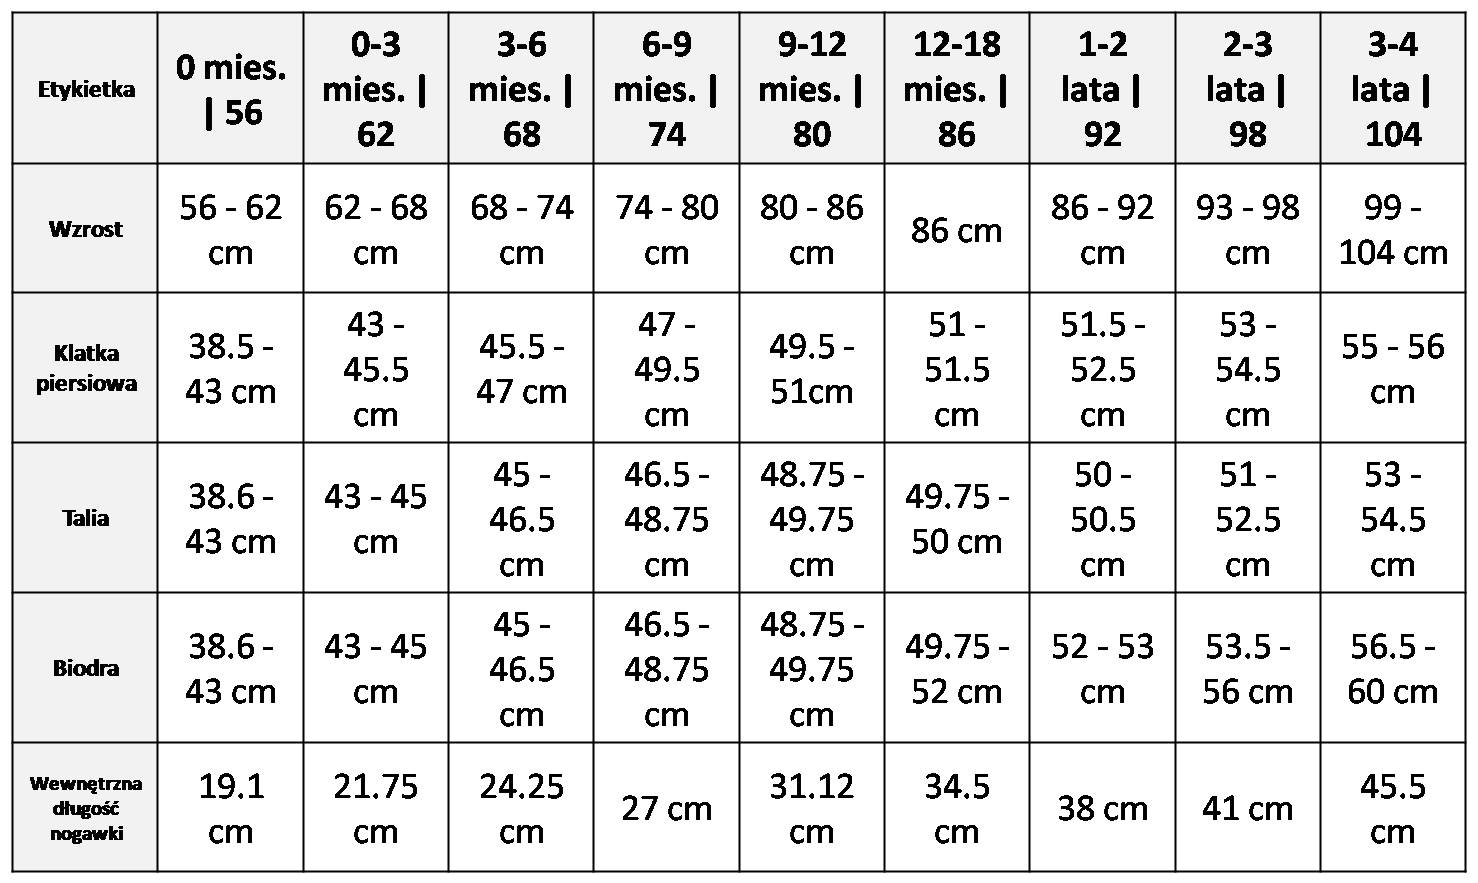 Etykietka
0 mies.
| 56
0-3
mies. |
62
3-6
mies. |
68
6-9
mies. |
74
9-12
mies. |
80
12-18
mies. |
86
1-2
lata |
92
2-3
lata |
98
3-4
lata |
104
Wzrost
56 - 62
cm
62 - 68
cm
68 - 74
cm
74 - 80
cm
80 - 86
cm
86 cm
86 - 92
cm
93 - 98
cm
99 -
104 cm
Klatka
piersiowa
38.5 -
43 cm
43 -
45.5
cm
45.5 -
47 cm
47 -
49.5
cm
49.5 -
51cm
51 -
51.5
cm
51.5 -
52.5
cm
53 -
54.5
cm
55 - 56
cm
Talia
38.6 -
43 cm
43 - 45
cm
45 -
46.5
cm
46.5 -
48.75
cm
48.75 -
49.75
cm
49.75 -
50 cm
50 -
50.5
cm
51 -
52.5
cm
53 -
54.5
cm
Biodra
38.6 -
43 cm
43 - 45
cm
45 -
46.5
cm
46.5 -
48.75
cm
48.75 -
49.75
cm
49.75 -
52 cm
52 - 53
cm
53.5 -
56 cm
56.5 -
60 cm
Wewnętrzna
długość
nogawki
19.1
cm
21.75
cm
24.25
cm
27 cm
31.12
cm
34.5
cm
38 cm
41 cm
45.5
cm